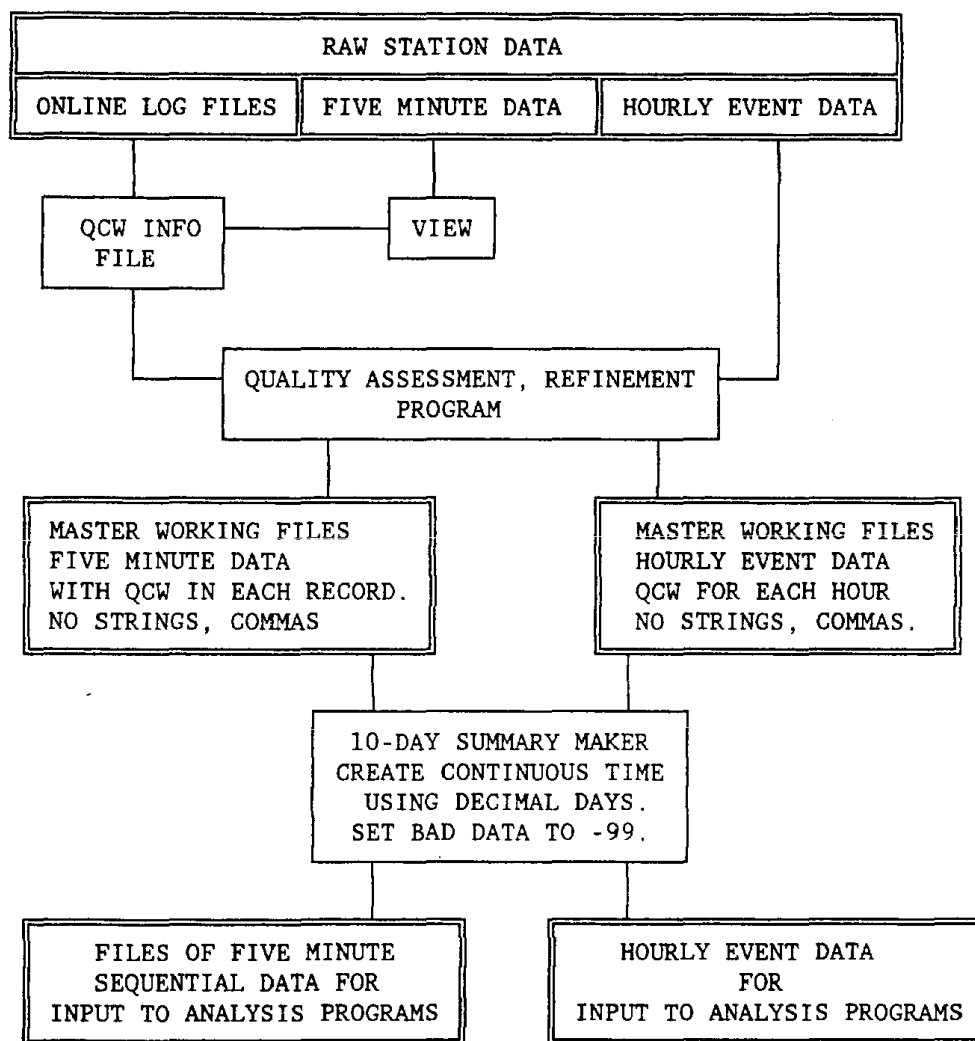 RAW STATION DATA
ONLINE LOG FILES
FIVE MINUTE DATA
HOURLY EVENT DATA
QCW INFO
FILE
VIEW
QUALITY ASSESSMENT, REFINEMENT
PROGRAM
MASTER WORKING FILES
FIVE MINUTE DATA
WITH QCW IN EACH RECORD.
NO STRINGS, COMMAS
MASTER WORKING FILES
HOURLY EVENT DATA
QCW FOR EACH HOUR
NO STRINGS, COMMAS.
10-DAY SUMMARY MAKER
CREATE CONTINUOUS TIME
USING DECIMAL DAYS.
SET BAD DATA TO -99.
FILES OF FIVE MINUTE
SEQUENTIAL DATA FOR
INPUT TO ANALYSIS PROGRAMS
HOURLY EVENT DATA
FOR
INPUT TO ANALYSIS PROGRAMS